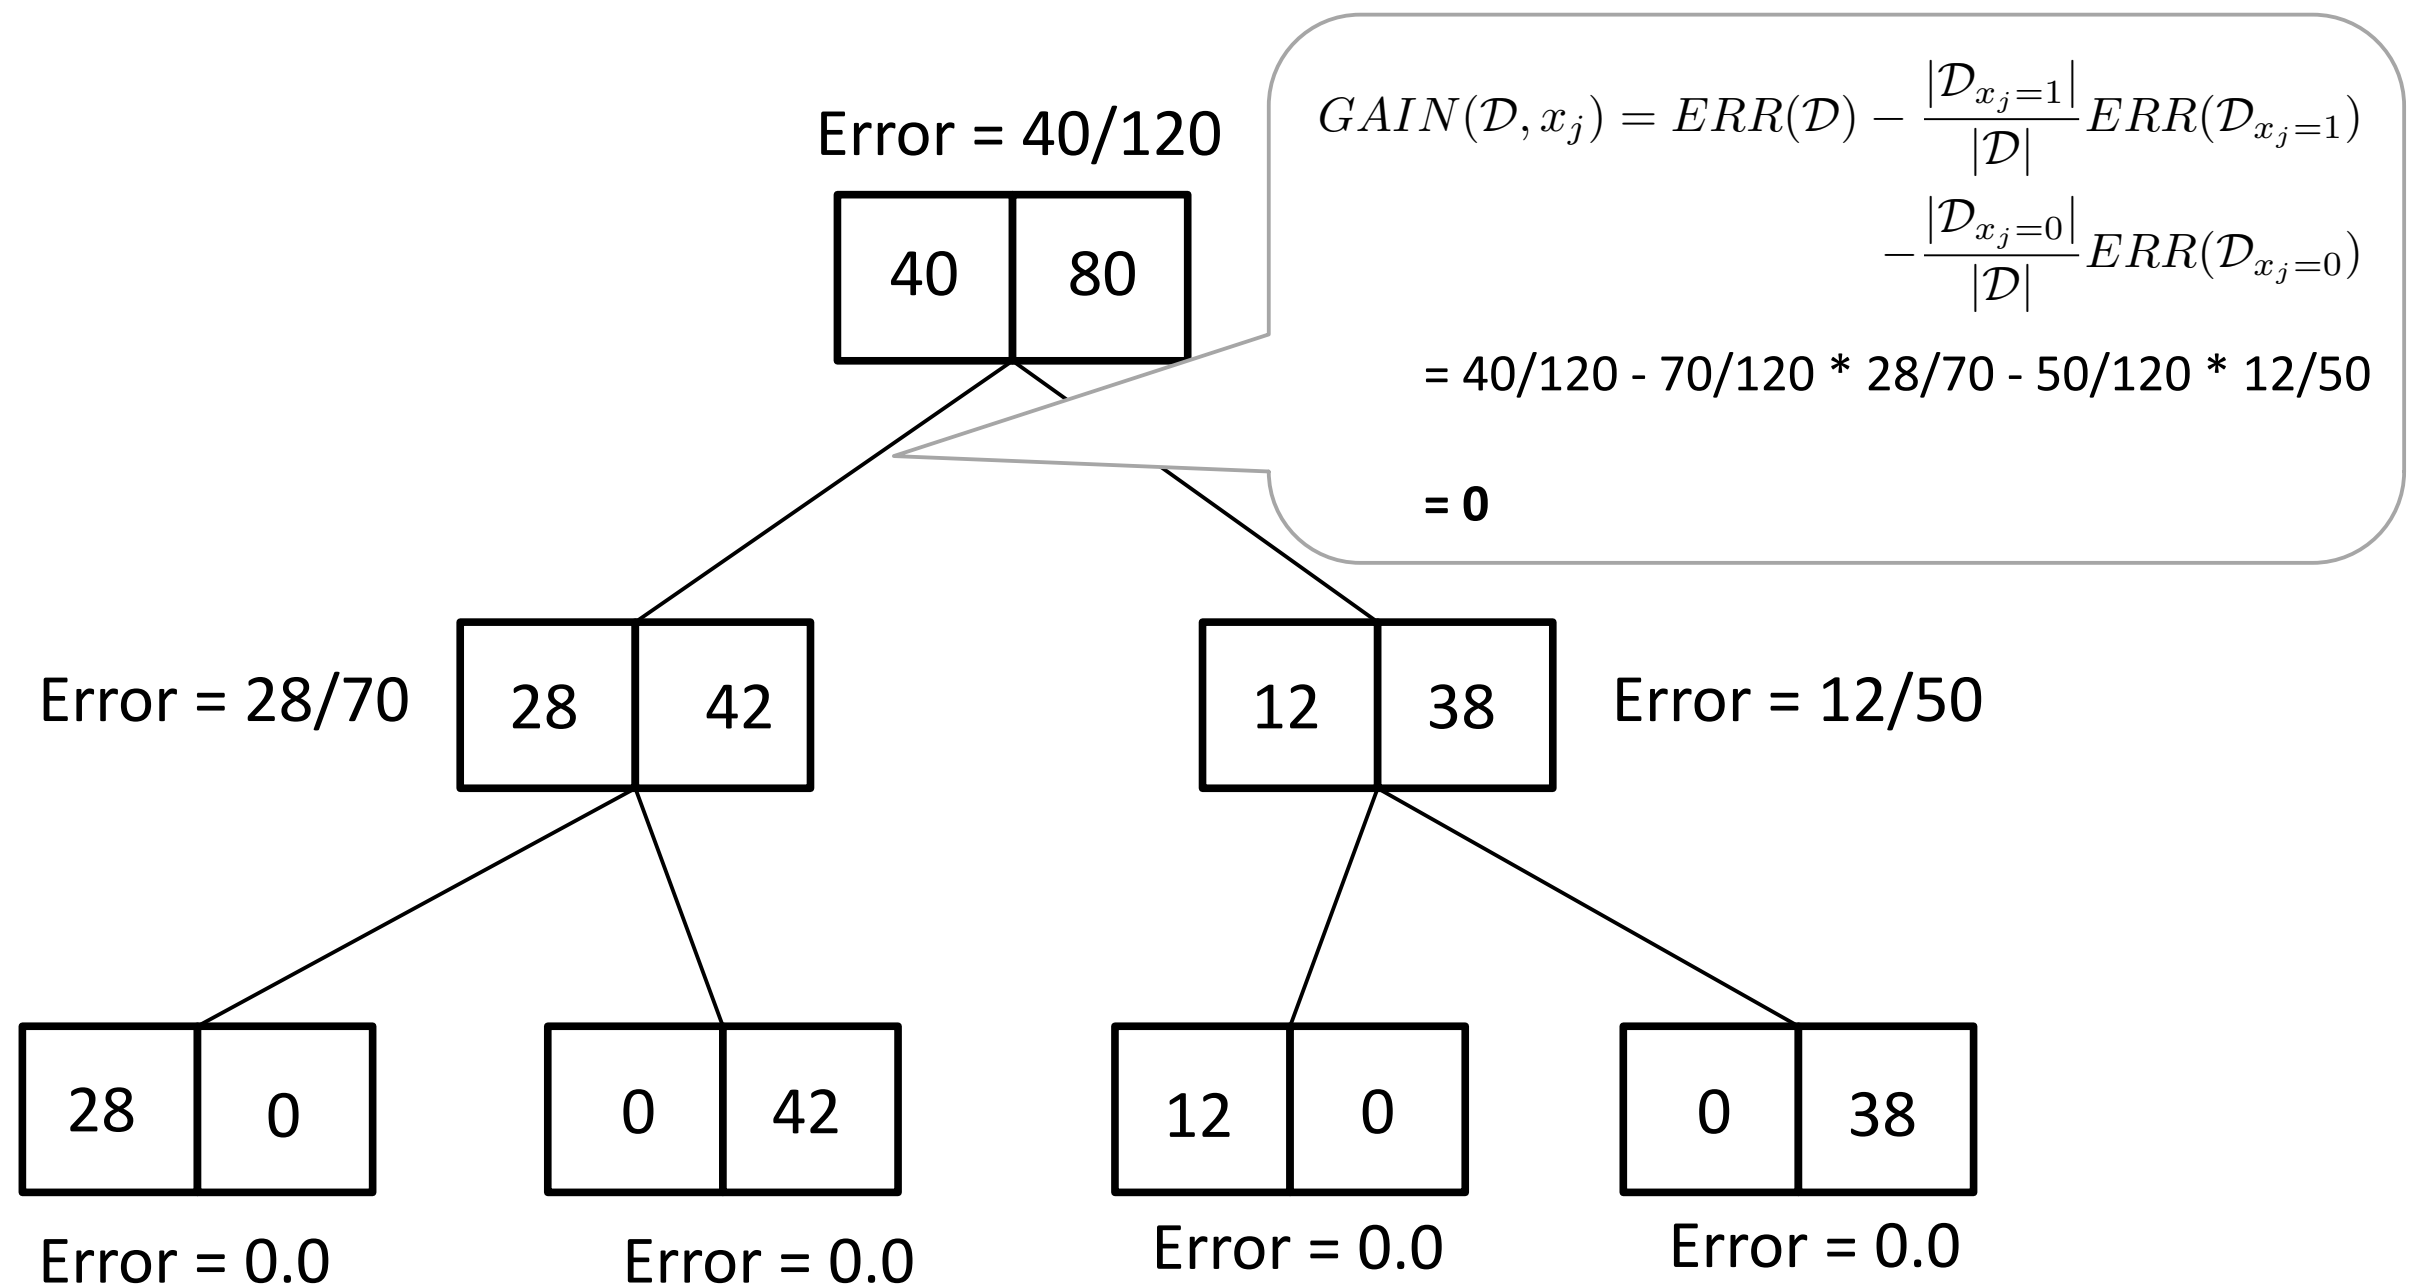 Error = 40/120
40 80
GAIN(𝒟, x_j) = ERR(𝒟) − |𝒟_{x_j=1}| / |𝒟| ERR(𝒟_{x_j=1})
− |𝒟_{x_j=0}| / |𝒟| ERR(𝒟_{x_j=0})
= 40/120 - 70/120 * 28/70 - 50/120 * 12/50
= 0
Error = 28/70
28 42
12 38
Error = 12/50
28 0
0 42
12 0
0 38
Error = 0.0
Error = 0.0
Error = 0.0
Error = 0.0